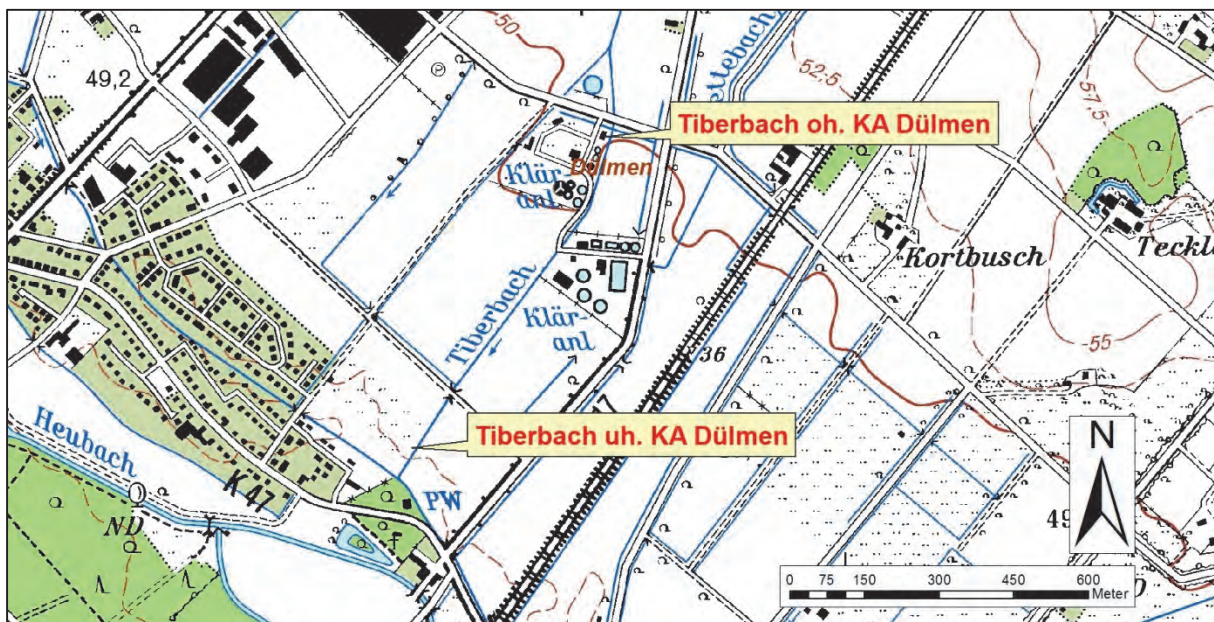 50
52,5
57,5
49,2
Tiberbach oh. KA Dülmen
Dülmen
Klär
anl
Kortbusch
Tiberbach
Klär
anl
55
36
Tiberbach uh. KA Dülmen
Heubach
K 47
ND
PW
N
0 75 150 300 450 600
Meter